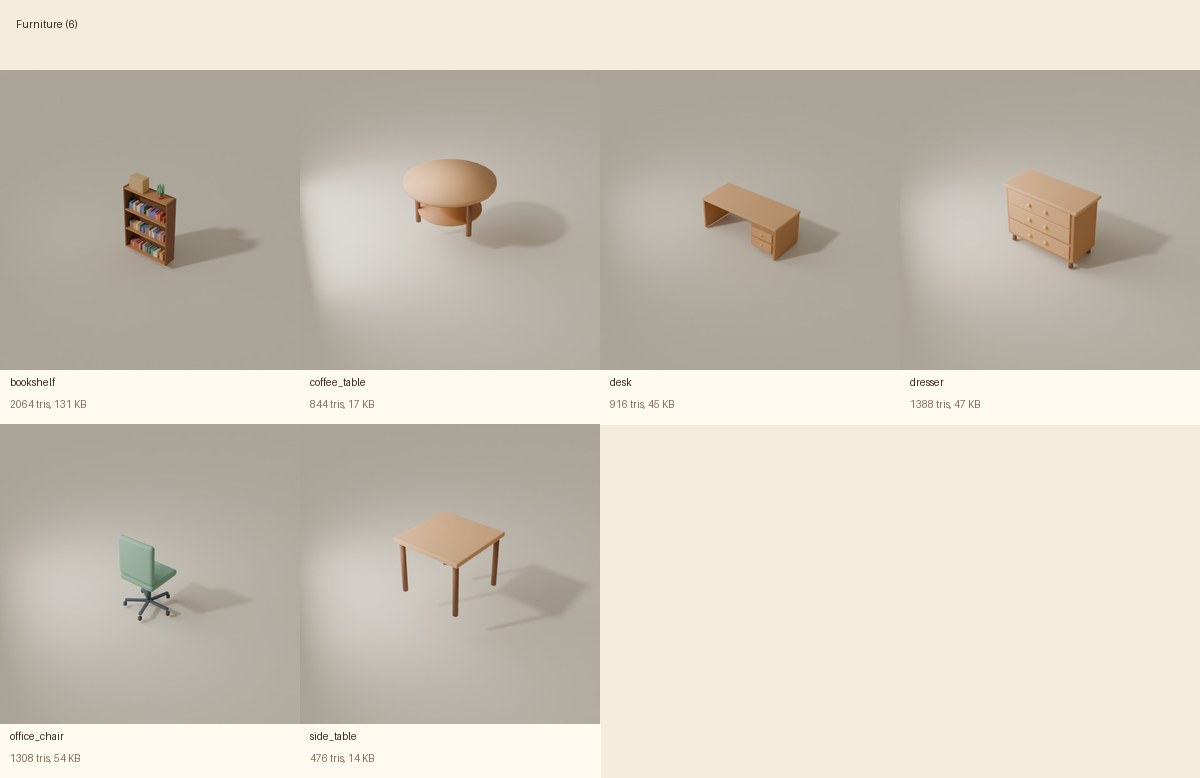 Furniture (6)
bookshelf
2064 tris, 131 KB
coffee_table
844 tris, 17 KB
desk
916 tris, 45 KB
dresser
1388 tris, 47 KB
office_chair
1308 tris, 54 KB
side_table
476 tris, 14 KB